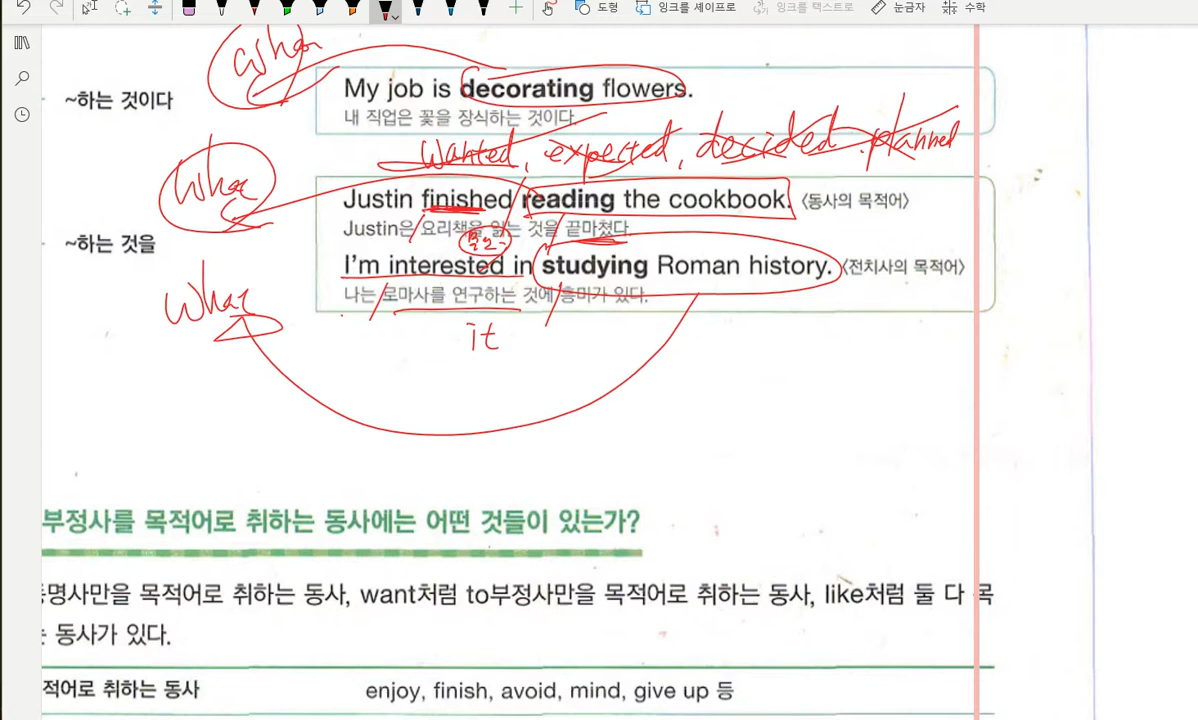 도형 잉크를 셰이프로 잉크를 텍스트로 눈금자 수학
~하는 것이다
My job is decorating flowers.
내 직업은 꽃을 장식하는 것이다.
wanted, expected, decided, planned
what
~하는 것을
Justin finished reading the cookbook. 〈동사의 목적어〉
Justin은 요리책을 읽는 것을 끝마쳤다.
I'm interested in studying Roman history. 〈전치사의 목적어〉
나는 로마사를 연구하는 것에 흥미가 있다.
what
it
부정사를 목적어로 취하는 동사에는 어떤 것들이 있는가?
동명사만을 목적어로 취하는 동사, want처럼 to부정사만을 목적어로 취하는 동사, like처럼 둘 다 목
는 동사가 있다.
적어로 취하는 동사 enjoy, finish, avoid, mind, give up 등